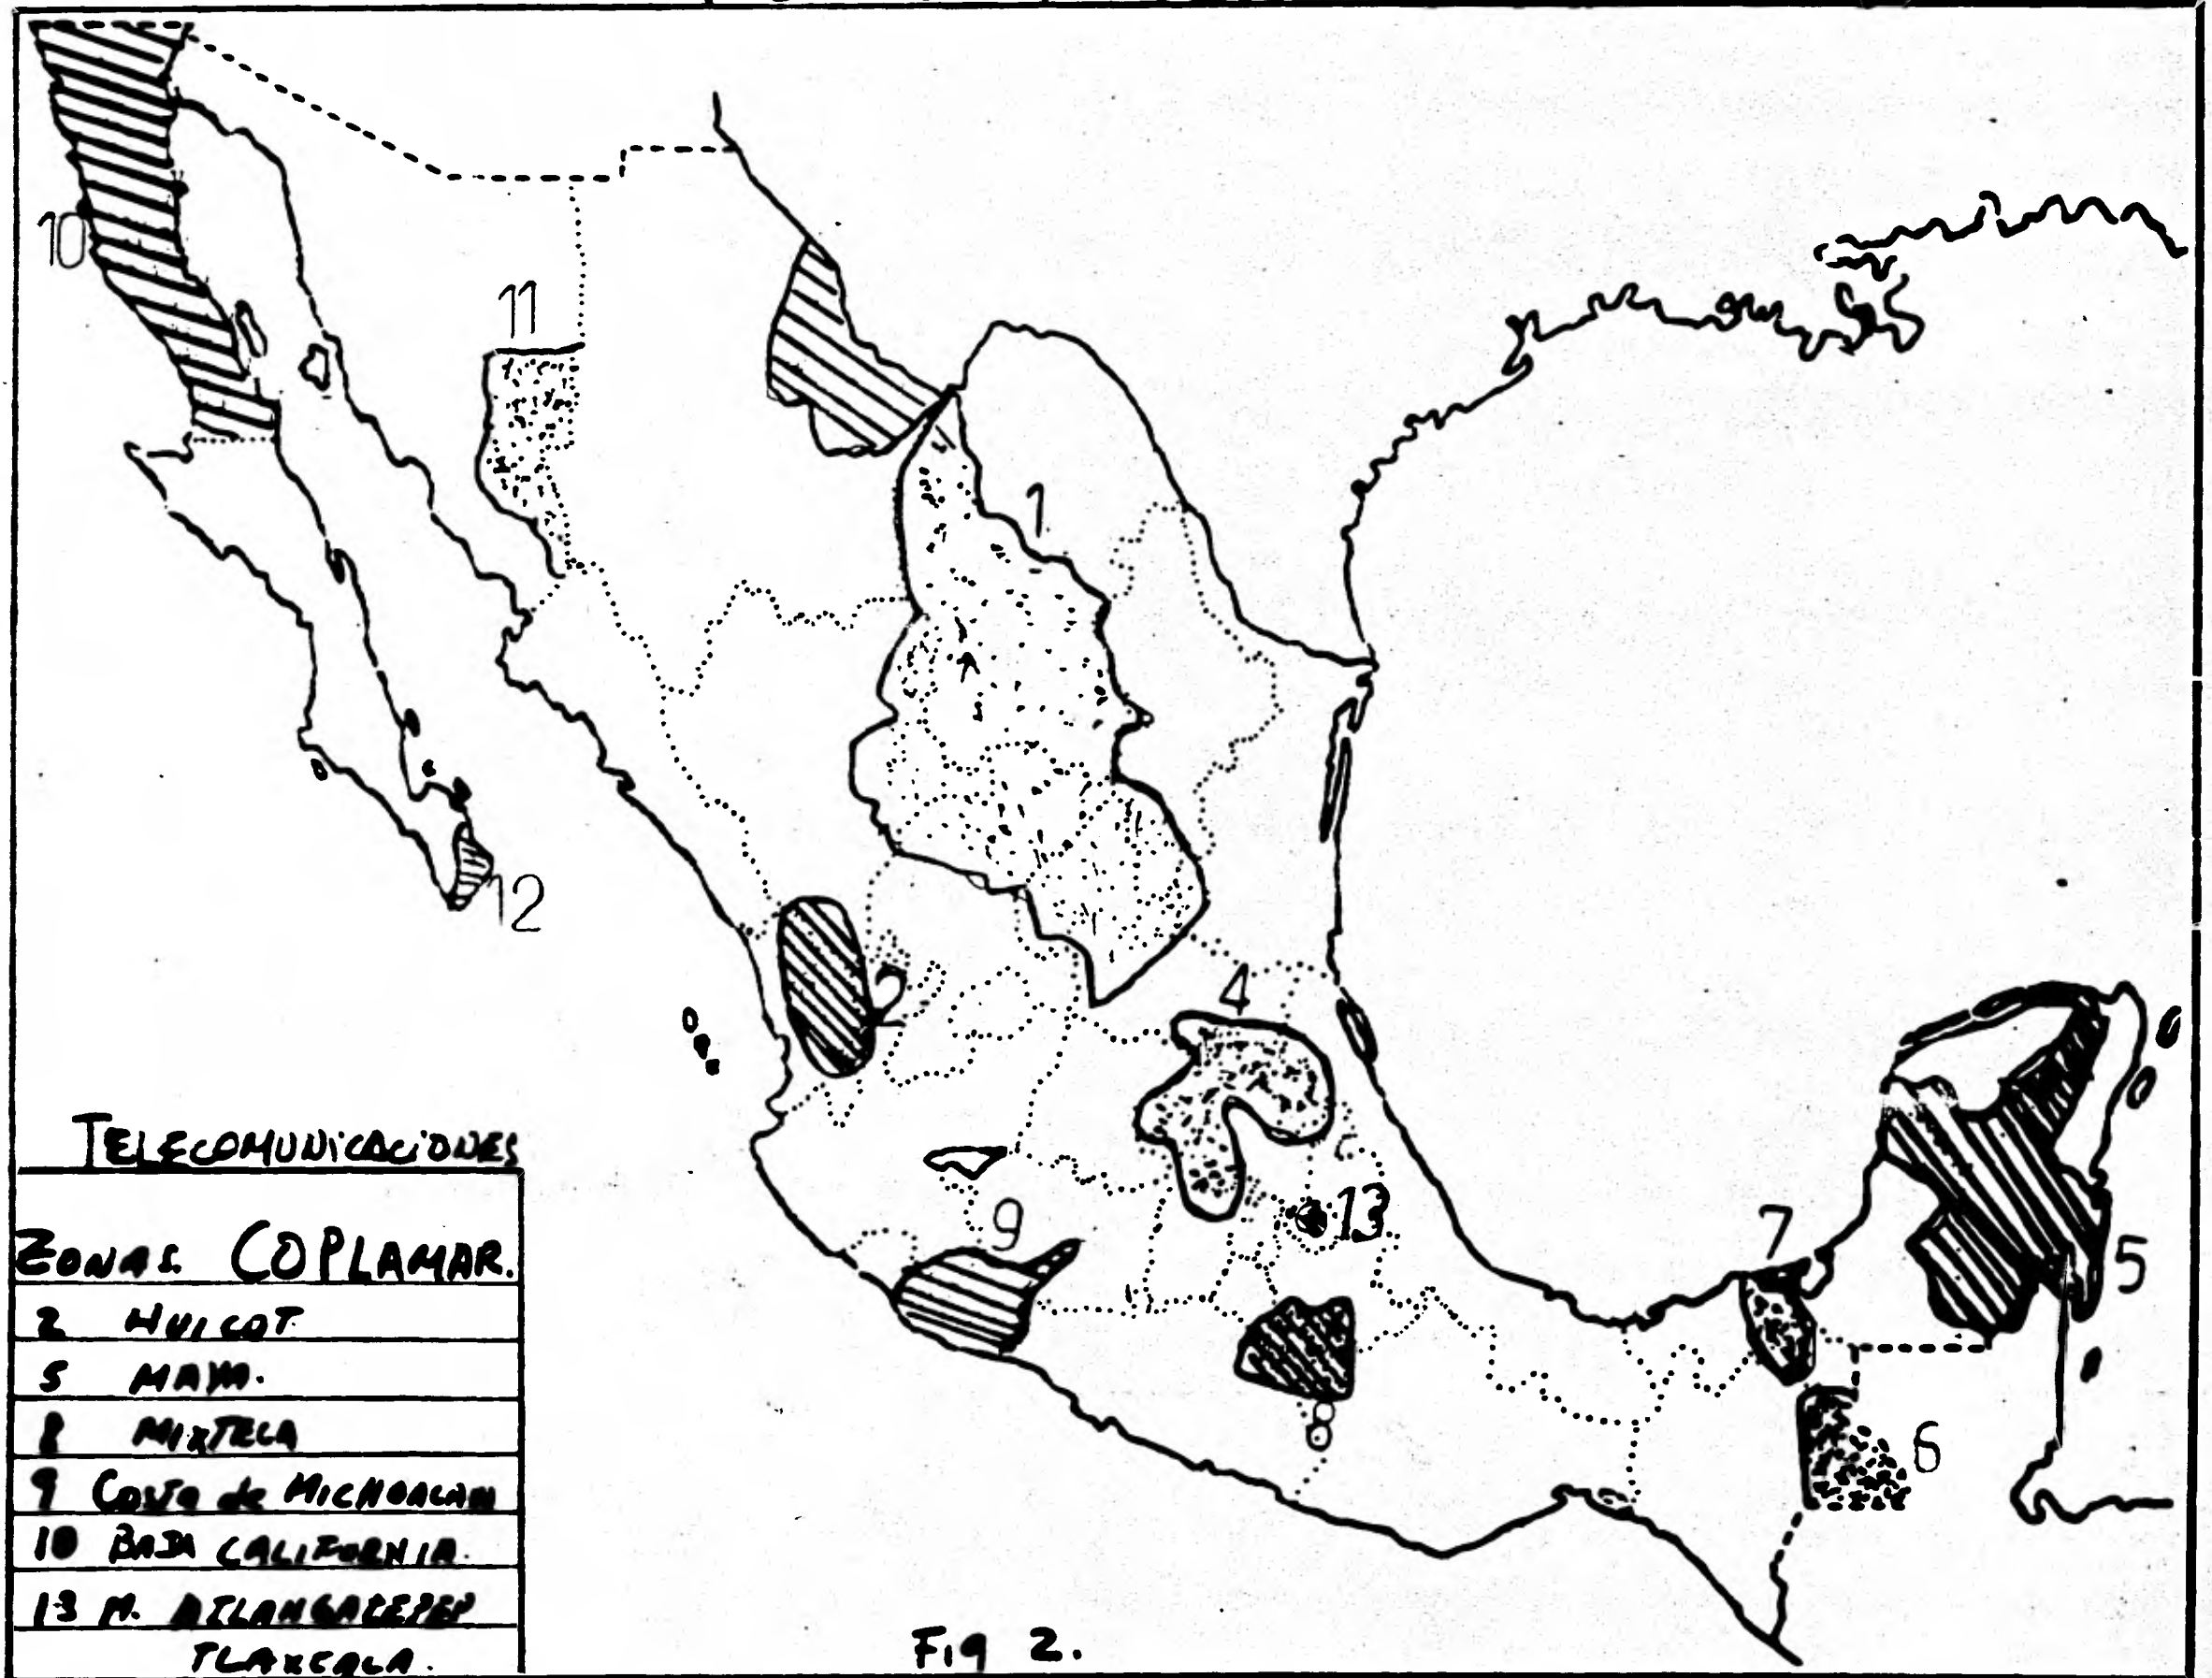 10
11
1
12
2
4
13
9
7
5
6
8
TELECOMUNICACIONES
ZONAS. COPLAMAR.
2 HUICOT.
5 MAYA.
8 MIXTECA
9 Costa de MICHOACAN
10 BAJA CALIFORNIA.
13 M. ATLANGATEPEP
TLAXCALA.
Fig 2.